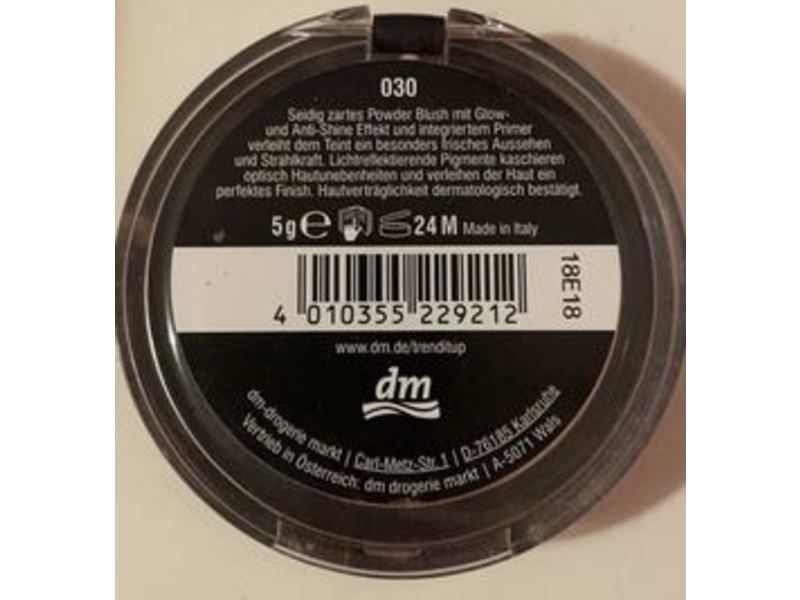 030
Seidig zartes Powder Blush mit Glow-
und Anti-Shine Effekt und integriertem Primer
verleiht dem Teint ein besonders frisches Aussehen
und Strahlkraft. Lichtreflektierende Pigmente kaschieren
optisch Hautunebenheiten und verleihen der Haut ein
perfektes Finish. Hautverträglichkeit dermatologisch bestätigt.
5 g e 24 M Made in Italy
18E18
4 010355 229212
www.dm.de/trenditup
dm
dm-drogerie markt | Carl-Metz-Str. 1 | D-76185 Karlsruhe
Vertrieb in Österreich: dm drogerie markt | A-5071 Wals